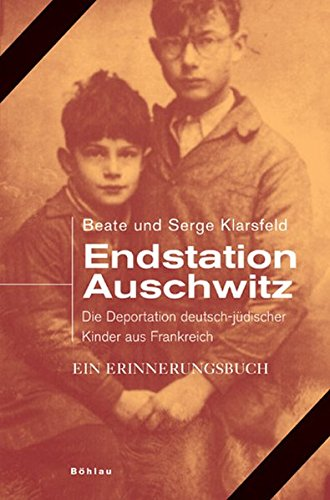 Beate und Serge Klarsfeld
Endstation
Auschwitz
Die Deportation deutsch-jüdischer
Kinder aus Frankreich
EIN ERINNERUNGSBUCH
Böhlau